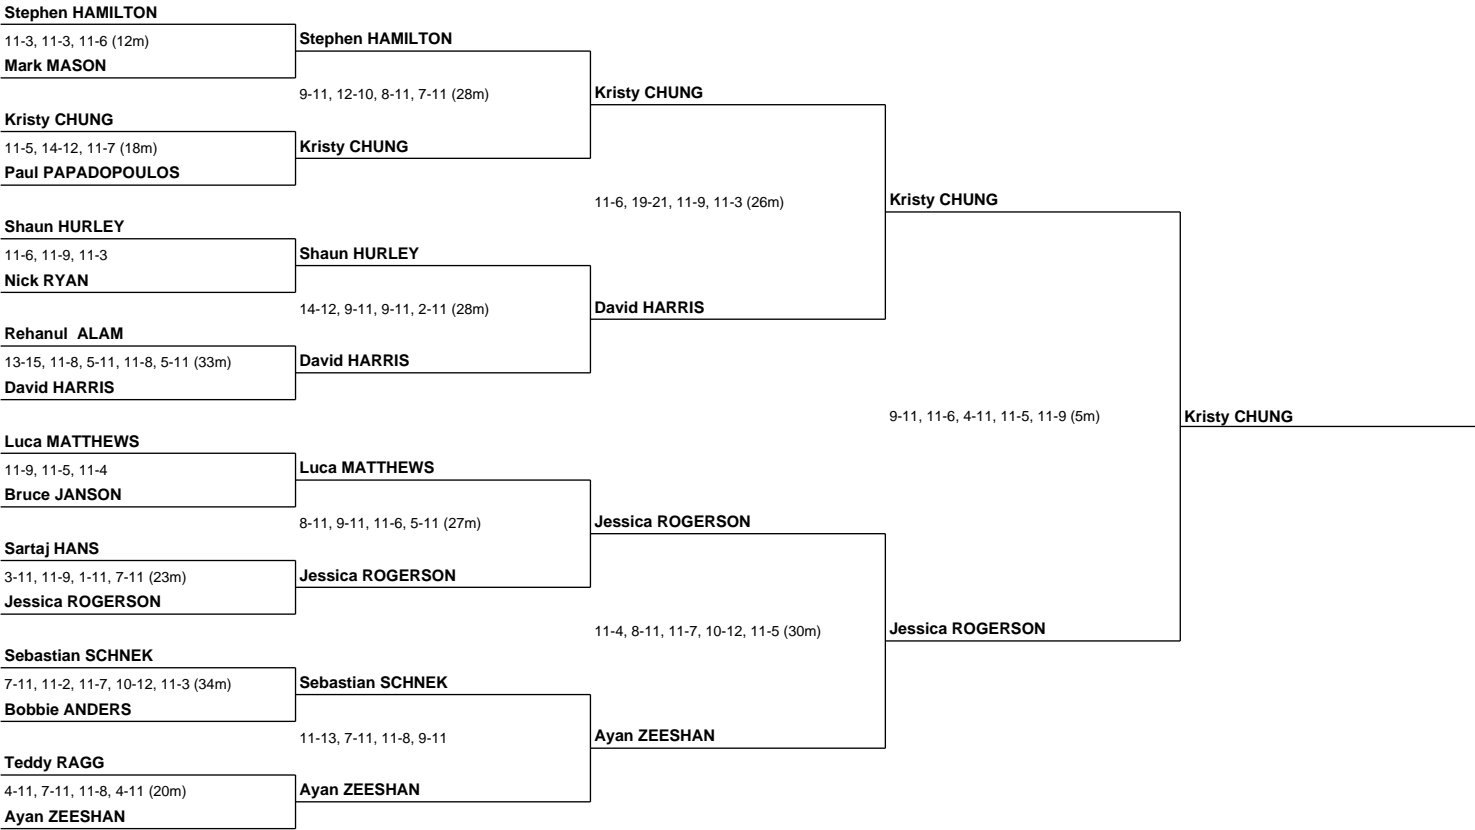 Stephen HAMILTON
11-3, 11-3, 11-6 (12m)
Mark MASON
Kristy CHUNG
11-5, 14-12, 11-7 (18m)
Paul PAPADOPOULOS
Shaun HURLEY
11-6, 11-9, 11-3
Nick RYAN
Rehanul  ALAM
13-15, 11-8, 5-11, 11-8, 5-11 (33m)
David HARRIS
Luca MATTHEWS
11-9, 11-5, 11-4
Bruce JANSON
Sartaj HANS
3-11, 11-9, 1-11, 7-11 (23m)
Jessica ROGERSON
Sebastian SCHNEK
7-11, 11-2, 11-7, 10-12, 11-3 (34m)
Bobbie ANDERS
Teddy RAGG
4-11, 7-11, 11-8, 4-11 (20m)
Ayan ZEESHAN
Stephen HAMILTON
9-11, 12-10, 8-11, 7-11 (28m)
Kristy CHUNG
Shaun HURLEY
14-12, 9-11, 9-11, 2-11 (28m)
David HARRIS
Luca MATTHEWS
8-11, 9-11, 11-6, 5-11 (27m)
Jessica ROGERSON
Sebastian SCHNEK
11-13, 7-11, 11-8, 9-11
Ayan ZEESHAN
Kristy CHUNG
11-6, 19-21, 11-9, 11-3 (26m)
David HARRIS
Jessica ROGERSON
11-4, 8-11, 11-7, 10-12, 11-5 (30m)
Ayan ZEESHAN
Kristy CHUNG
9-11, 11-6, 4-11, 11-5, 11-9 (5m)
Jessica ROGERSON
Kristy CHUNG